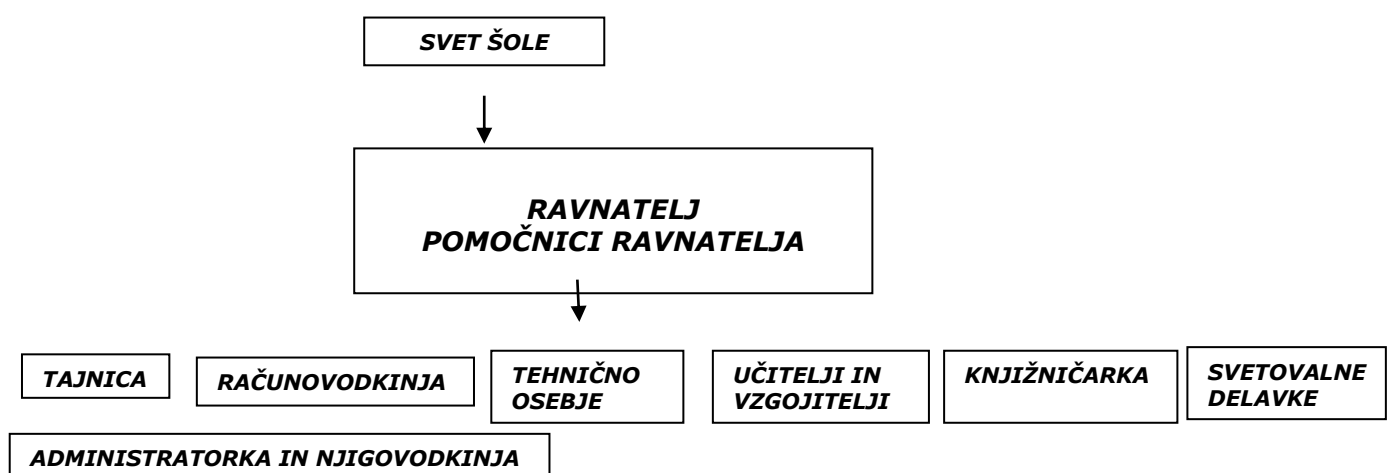 SVET ŠOLE
RAVNATELJ
POMOČNICI RAVNATELJA
TAJNICA
RAČUNOVODKINJA
TEHNIČNO
OSEBJE
UČITELJI IN
VZGOJITELJI
KNJIŽNIČARKA
SVETOVALNE
DELAVKE
ADMINISTRATORKA IN NJIGOVODKINJA